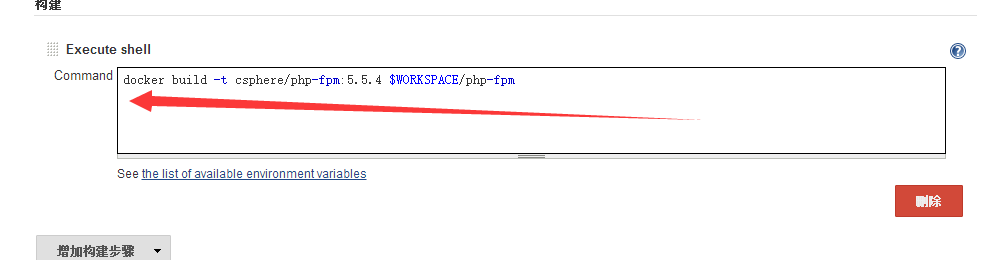 构建
Execute shell
Command
docker build -t csphere/php-fpm:5.5.4 $WORKSPACE/php-fpm
See the list of available environment variables
删除
增加构建步骤